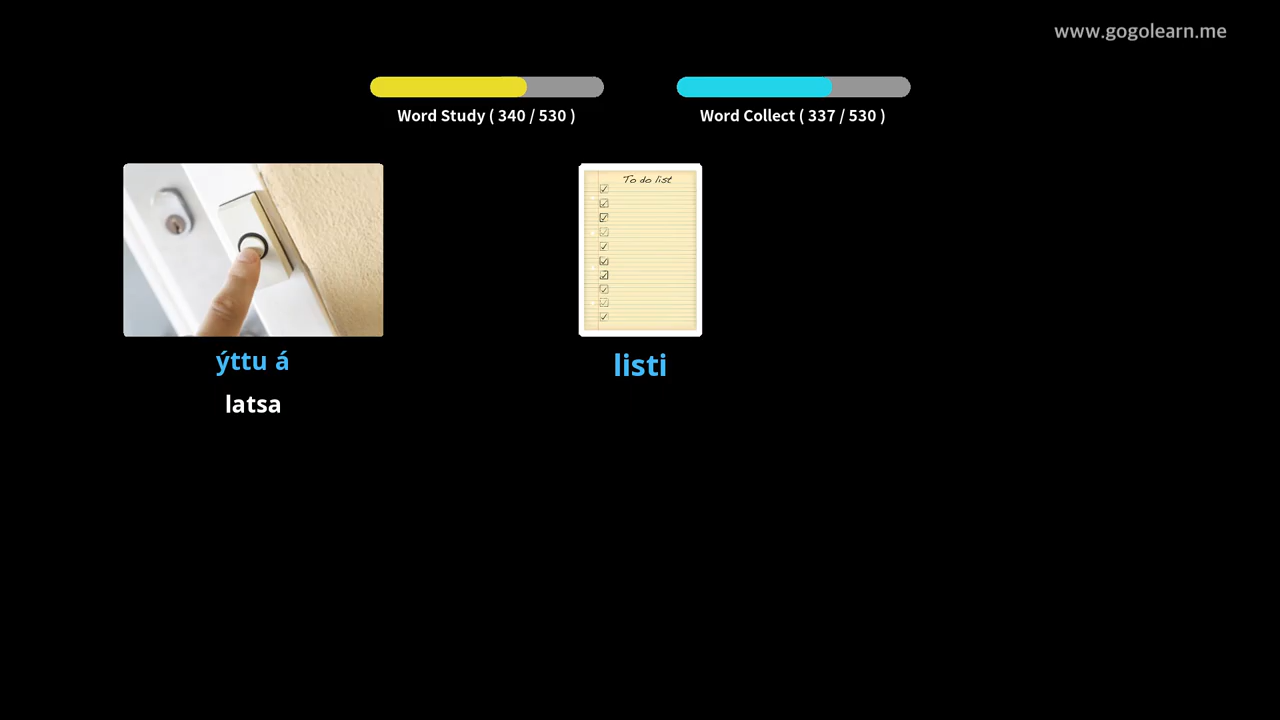 www.gogolearn.me
Word Study ( 340 / 530 )
Word Collect ( 337 / 530 )
To do list
ýttu á
latsa
listi